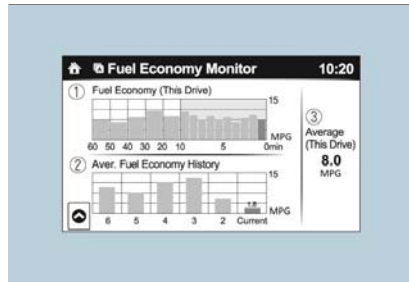 Fuel Economy Monitor 10:20
① Fuel Economy (This Drive)
15
MPG
60 50 40 30 20 10 5 0min
② Aver. Fuel Economy History
15
1.8
MPG
6 5 4 3 2 Current
③
Average
(This Drive)
8.0
MPG